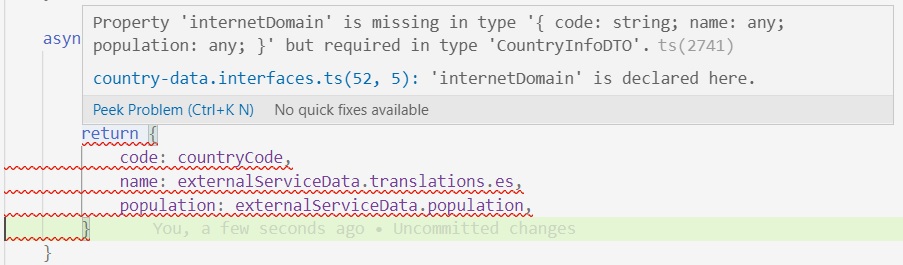 Property 'internetDomain' is missing in type '{ code: string; name: any;
population: any; }' but required in type 'CountryInfoDTO'. ts(2741)
country-data.interfaces.ts(52, 5): 'internetDomain' is declared here.
Peek Problem (Ctrl+K N) No quick fixes available
asyn
return {
code: countryCode,
name: externalServiceData.translations.es,
population: externalServiceData.population,
} You, a few seconds ago • Uncommitted changes
}